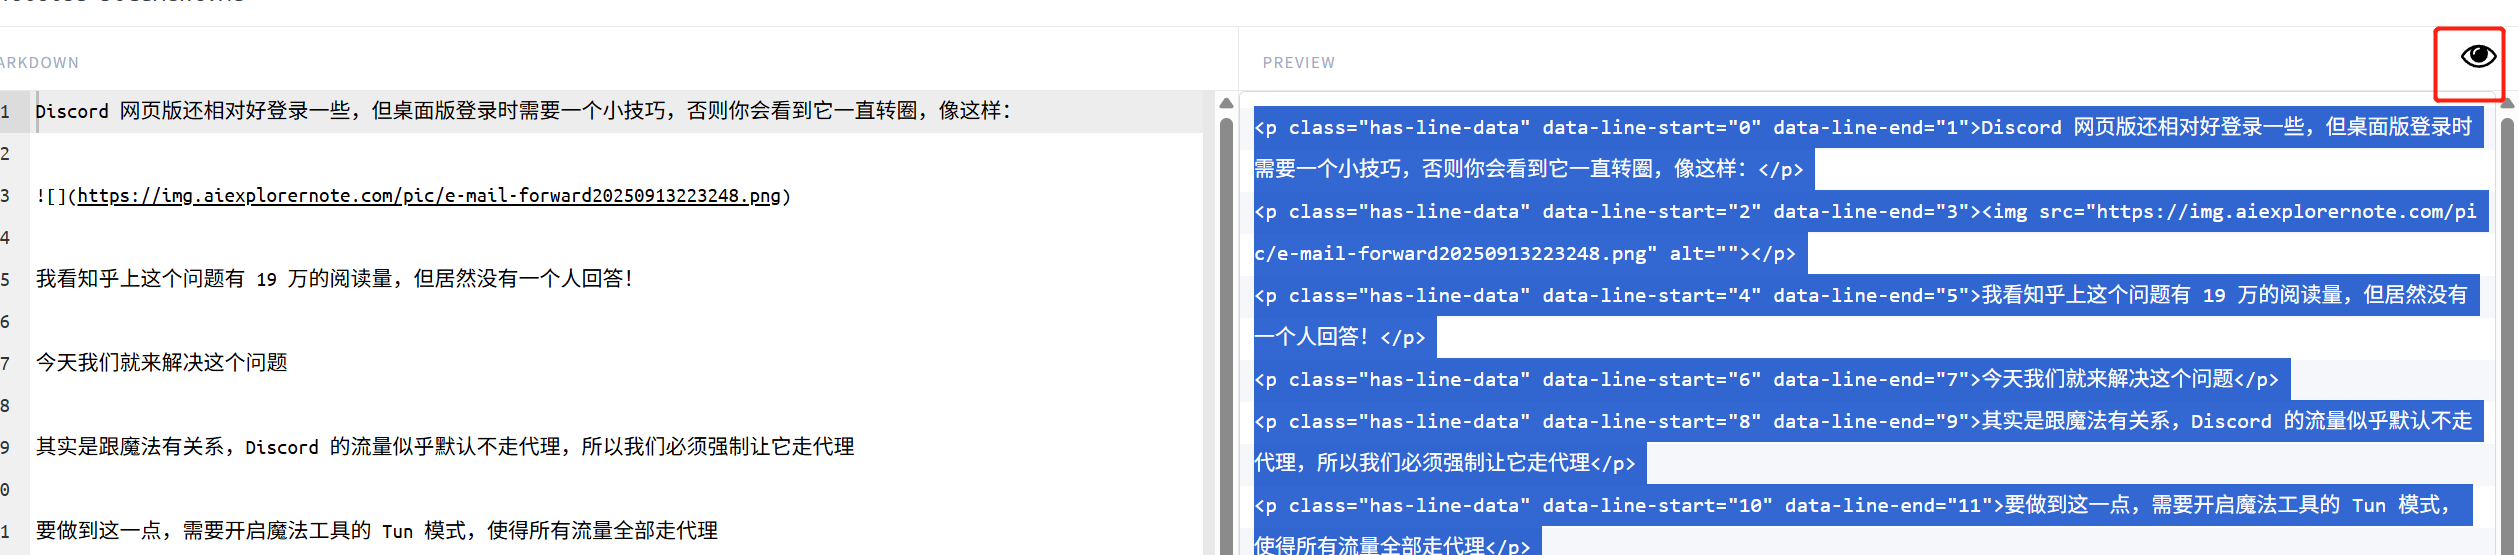 ARKDOWN
1 Discord 网页版还相对好登录一些，但桌面版登录时需要一个小技巧，否则你会看到它一直转圈，像这样：
2
3 ![](https://img.aiexplorernote.com/pic/e-mail-forward20250913223248.png)
4
5 我看知乎上这个问题有 19 万的阅读量，但居然没有一个人回答！
6
7 今天我们就来解决这个问题
8
9 其实是跟魔法有关系，Discord 的流量似乎默认不走代理，所以我们必须强制让它走代理
0
1 要做到这一点，需要开启魔法工具的 Tun 模式，使得所有流量全部走代理
PREVIEW
<p class="has-line-data" data-line-start="0" data-line-end="1">Discord 网页版还相对好登录一些，但桌面版登录时
需要一个小技巧，否则你会看到它一直转圈，像这样：</p>
<p class="has-line-data" data-line-start="2" data-line-end="3"><img src="https://img.aiexplorernote.com/pi
c/e-mail-forward20250913223248.png" alt=""></p>
<p class="has-line-data" data-line-start="4" data-line-end="5">我看知乎上这个问题有 19 万的阅读量，但居然没有
一个人回答！</p>
<p class="has-line-data" data-line-start="6" data-line-end="7">今天我们就来解决这个问题</p>
<p class="has-line-data" data-line-start="8" data-line-end="9">其实是跟魔法有关系，Discord 的流量似乎默认不走
代理，所以我们必须强制让它走代理</p>
<p class="has-line-data" data-line-start="10" data-line-end="11">要做到这一点，需要开启魔法工具的 Tun 模式，
使得所有流量全部走代理</p>